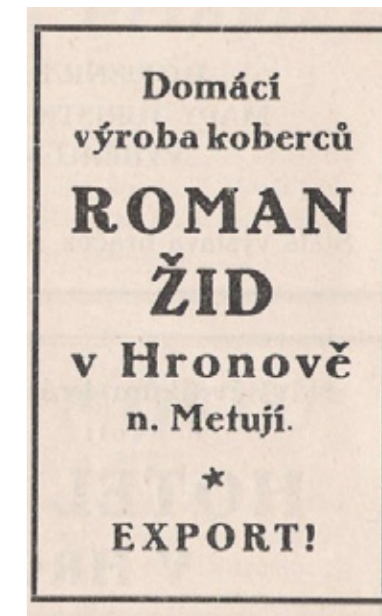 Domácí
výroba koberců
ROMAN
ŽID
v Hronově
n. Metují.
★
EXPORT!